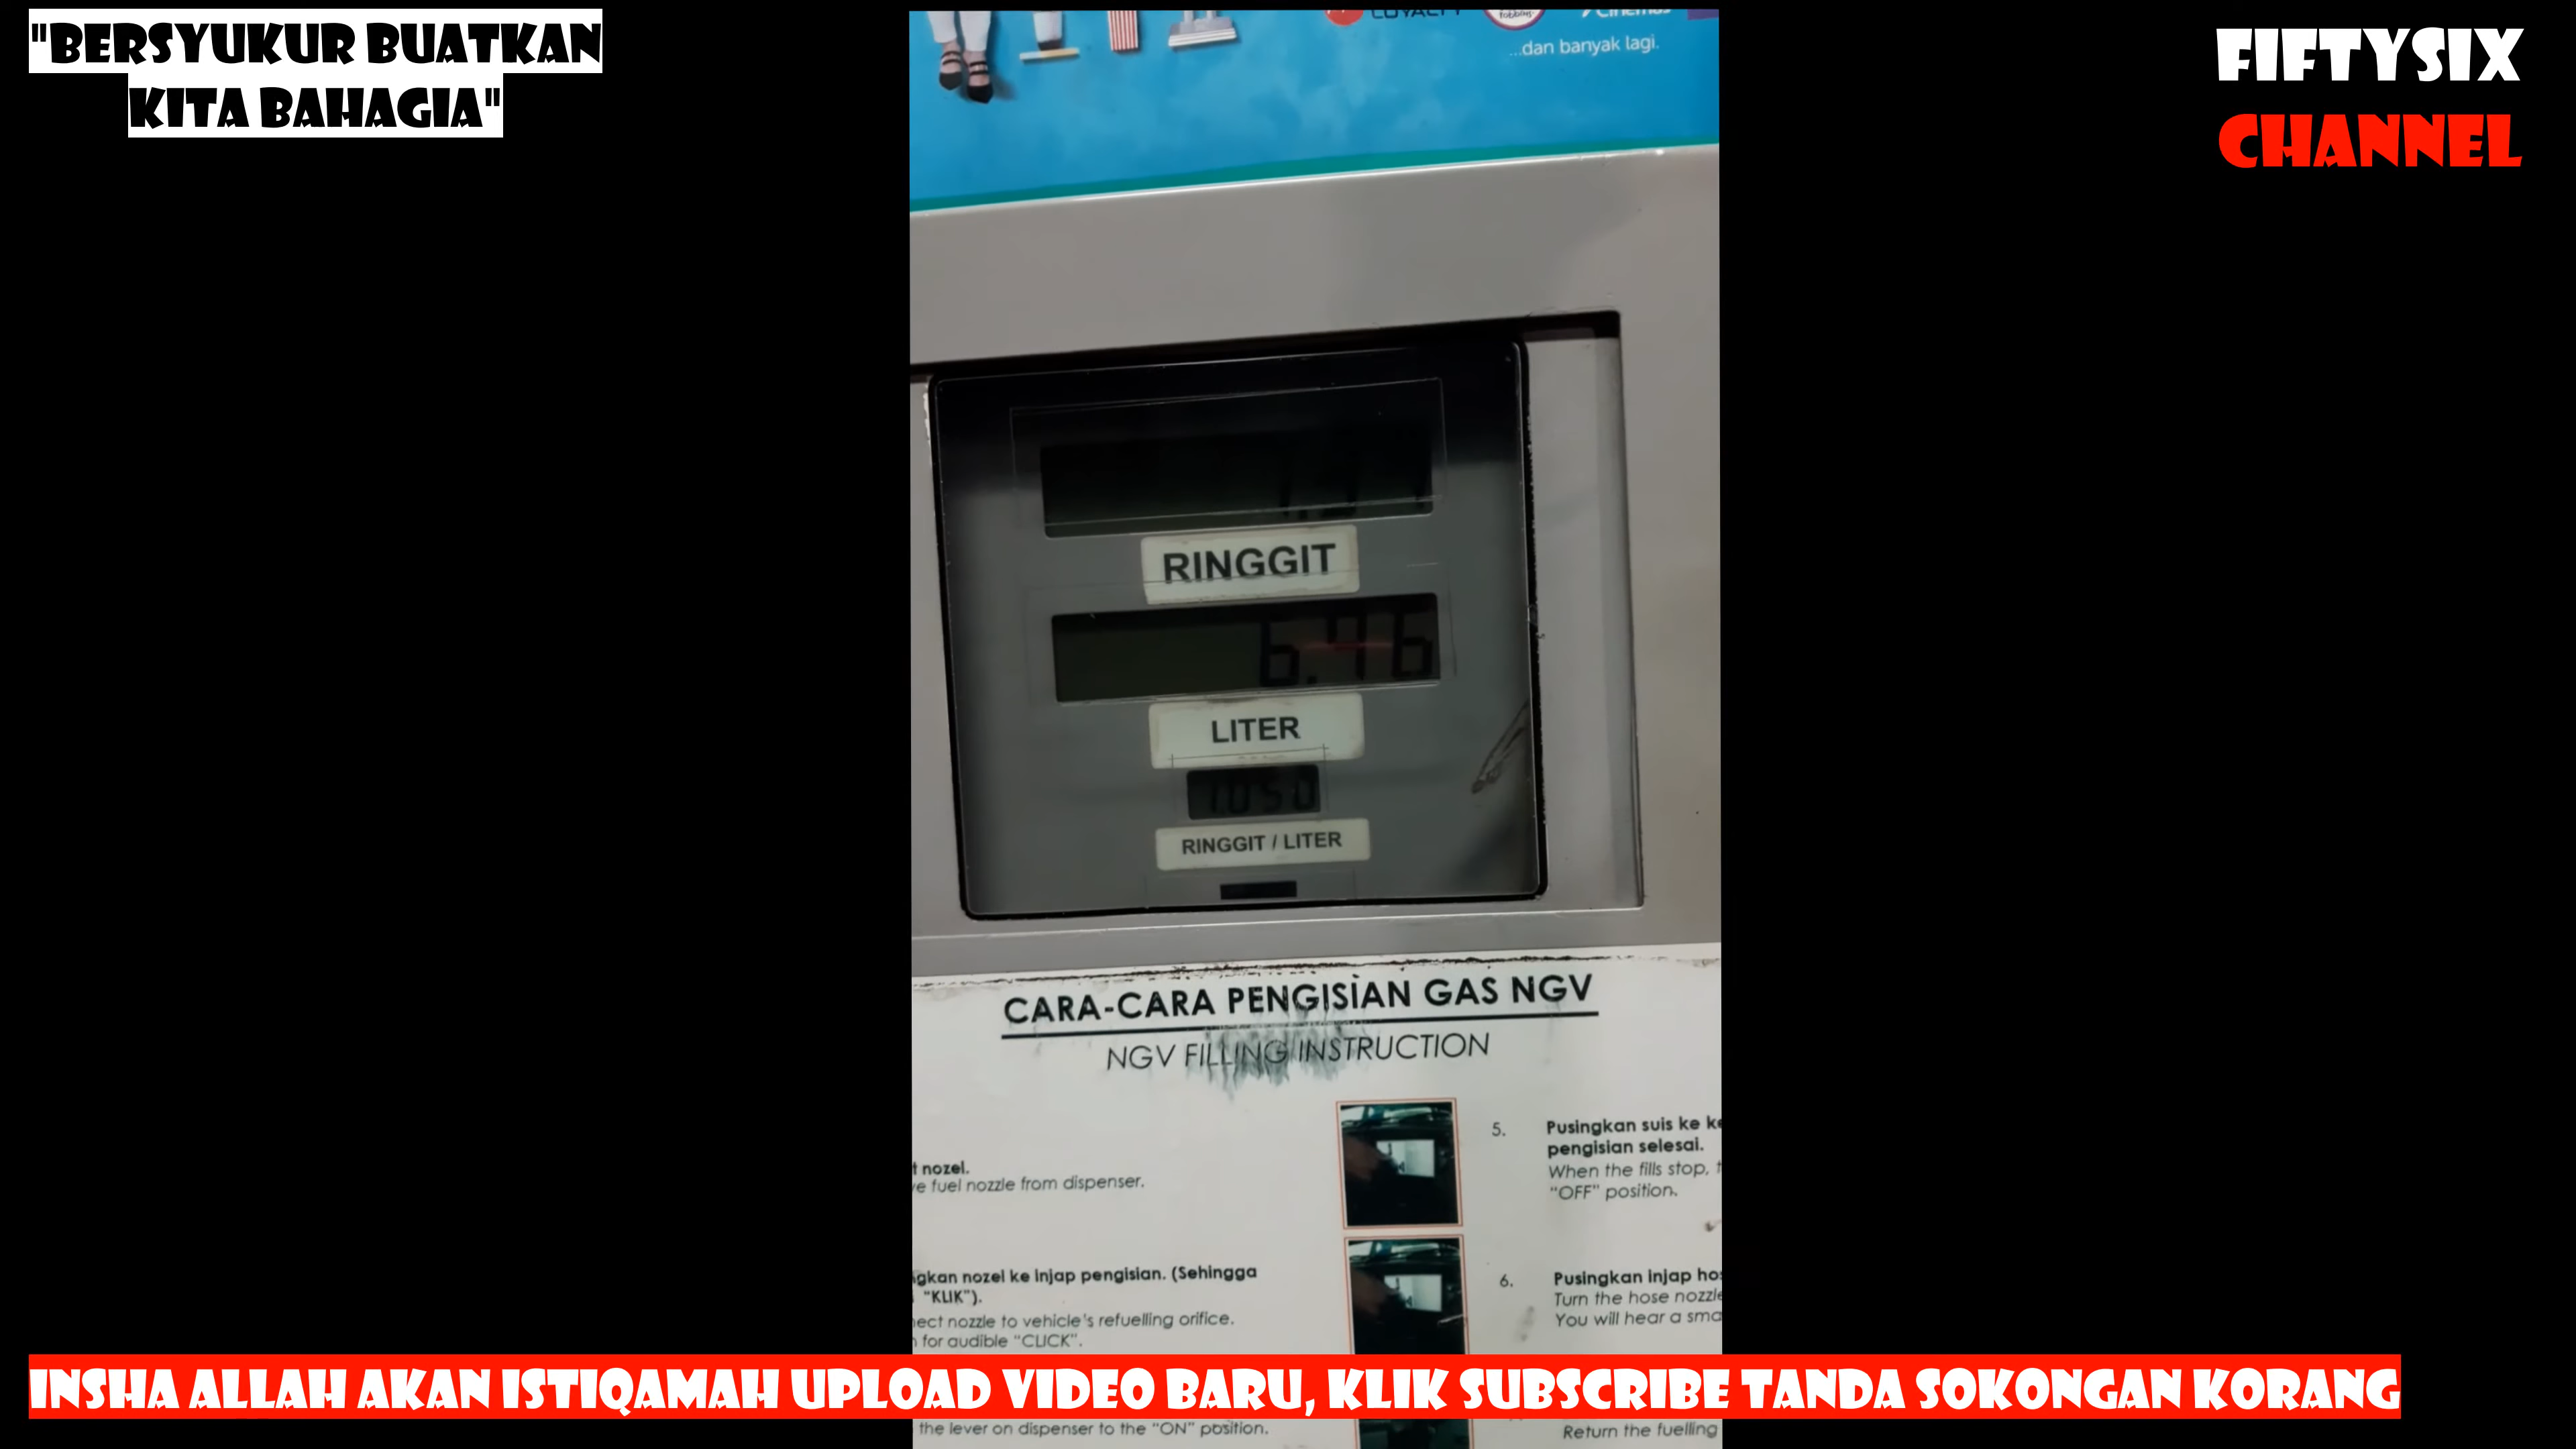 "BERSYUKUR BUATKAN
KITA BAHAGIA"
FIFTYSIX
CHANNEL
...dan banyak lagi.
RINGGIT
LITER
1.050
RINGGIT / LITER
CARA-CARA PENGISIAN GAS NGV
NGV FILLING INSTRUCTION
nozel.
fuel nozzle from dispenser.
nozel ke injap pengisian. (Sehingga
"KLIK").
nozzle to vehicle's refuelling orifice.
for audible "CLICK".
the lever on dispenser to the "ON" position.
5. Pusingkan suis ke
pengisian selesai.
When the fills stop,
"OFF" position.
6. Pusingkan injap
Turn the hose
You will hear a
Return the fuelling
INSHA ALLAH AKAN ISTIQAMAH UPLOAD VIDEO BARU, KLIK SUBSCRIBE TANDA SOKONGAN KORANG